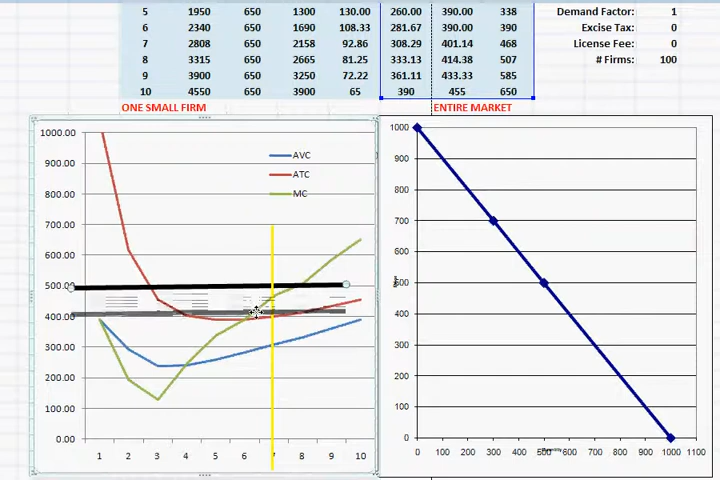 5 1950 650 1300 130.00 260.00 390.00 338 Demand Factor: 1
6 2340 650 1690 108.33 281.67 390.00 390 Excise Tax: 0
7 2808 650 2158 92.86 308.29 401.14 468 License Fee: 0
8 3315 650 2665 81.25 333.13 414.38 507 # Firms: 100
9 3900 650 3250 72.22 361.11 433.33 585
10 4550 650 3900 65 390 455 650
ONE SMALL FIRM ENTIRE MARKET
1000.00
900.00
800.00
700.00
600.00
500.00
400.00
300.00
200.00
100.00
0.00
AVC
ATC
MC
1 2 3 4 5 6 7 8 9 10
1000
900
800
700
600
500
400
300
200
100
0
0 100 200 300 400 500 600 700 800 900 1000 1100